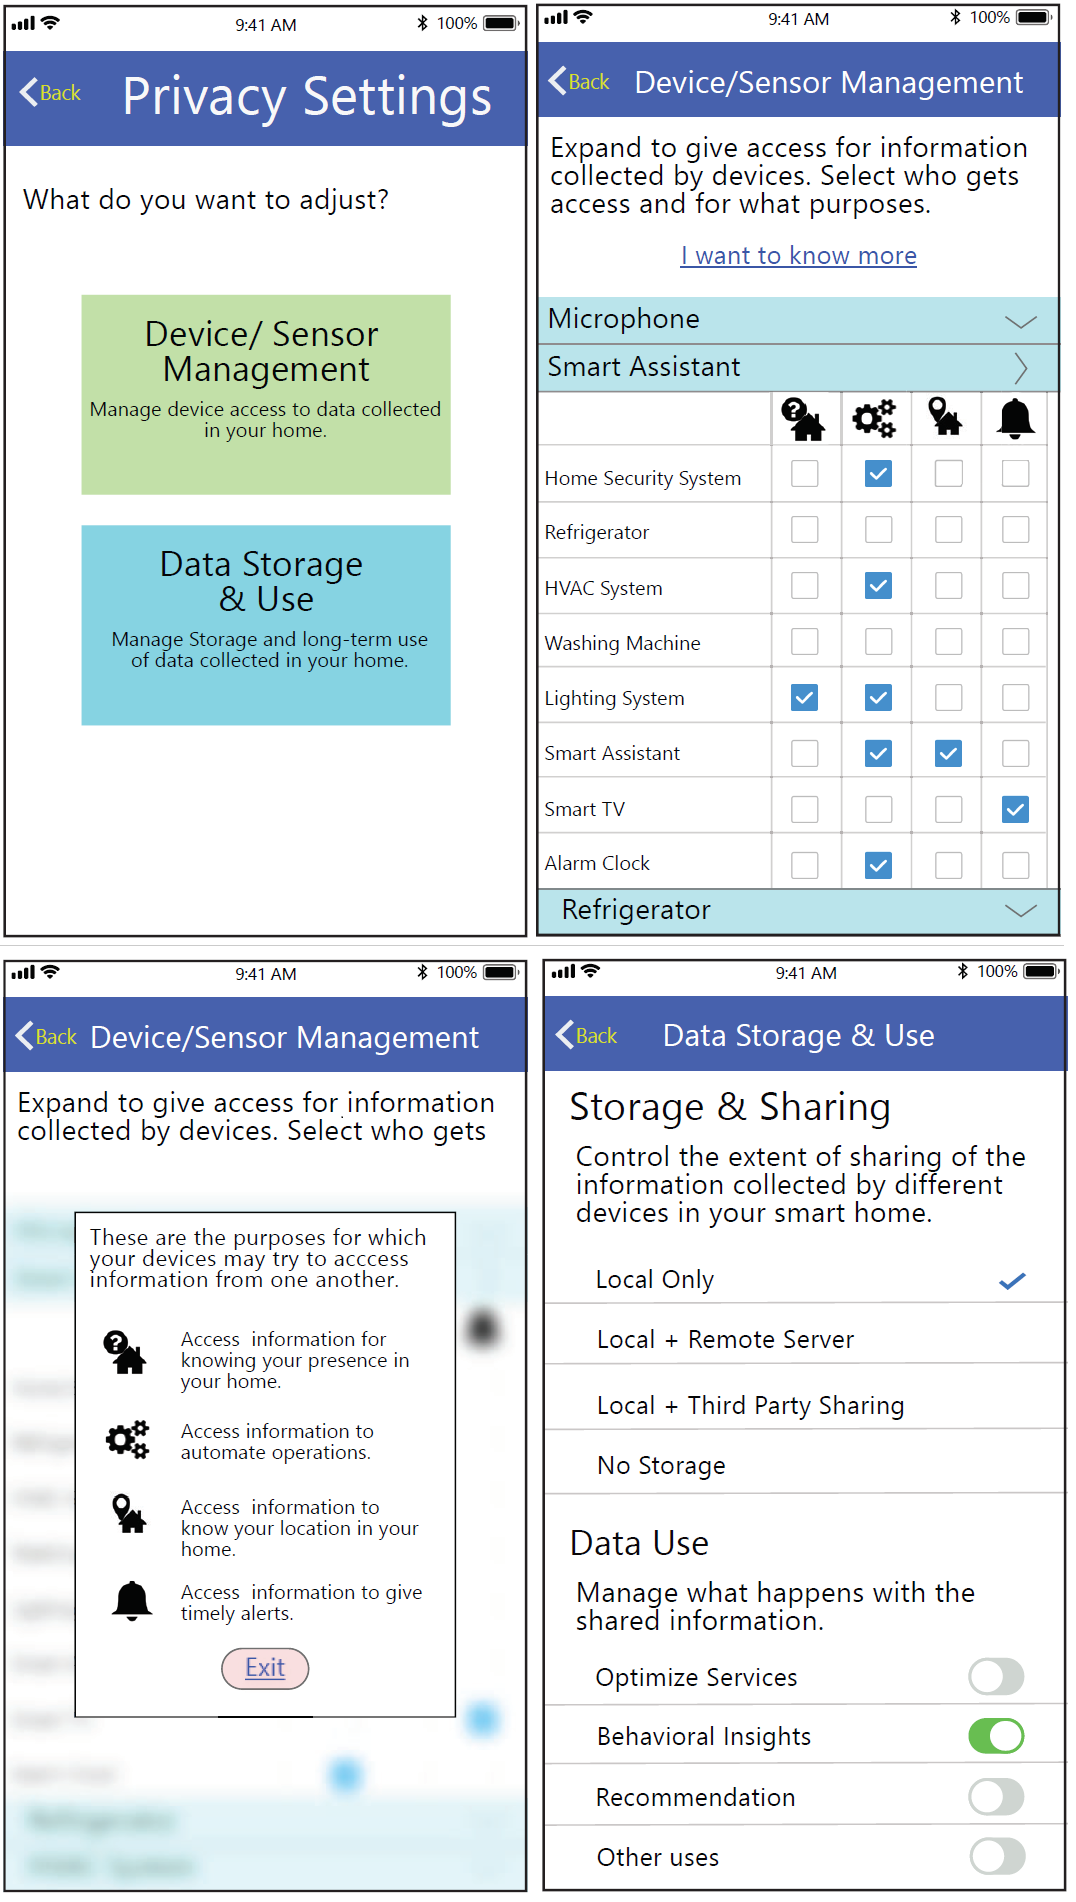 9:41 AM
100%
Back
Privacy Settings
What do you want to adjust?
Device/ Sensor
Management
Manage device access to data collected
in your home.
Data Storage
& Use
Manage Storage and long-term use
of data collected in your home.
9:41 AM
100%
Back
Device/Sensor Management
Expand to give access for information
collected by devices. Select who gets
access and for what purposes.
I want to know more
Microphone
Smart Assistant
?
Home Security System
Refrigerator
HVAC System
Washing Machine
Lighting System
Smart Assistant
Smart TV
Alarm Clock
Refrigerator
9:41 AM
100%
Back
Device/Sensor Management
Expand to give access for information
collected by devices. Select who gets
These are the purposes for which
your devices may try to acccess
information from one another.
?
Access information for
knowing your presence in
your home.
Access information to
automate operations.
Access information to
know your location in your
home.
Access information to give
timely alerts.
Exit
Refrigerator
9:41 AM
100%
Back
Data Storage & Use
Storage & Sharing
Control the extent of sharing of the
information collected by different
devices in your smart home.
Local Only
Local + Remote Server
Local + Third Party Sharing
No Storage
Data Use
Manage what happens with the
shared information.
Optimize Services
Behavioral Insights
Recommendation
Other uses